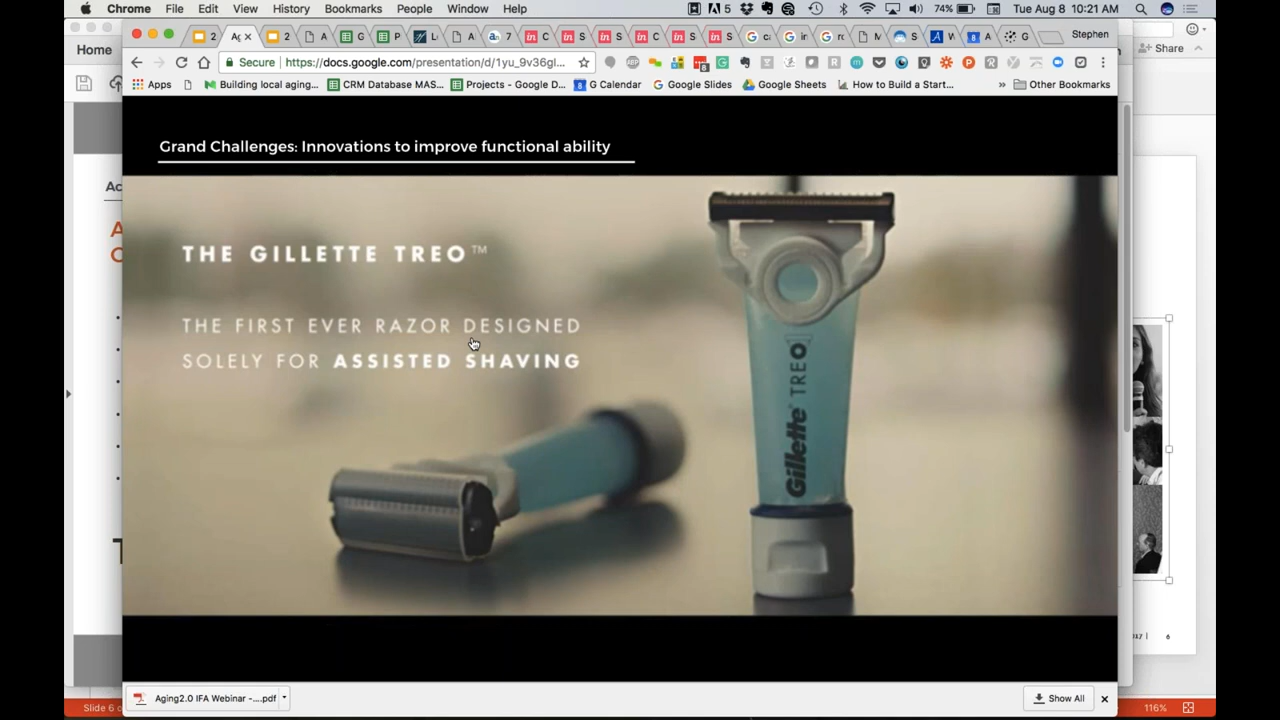 Chrome File Edit View History Bookmarks People Window Help
74% Tue Aug 8 10:21 AM
Stephen
Home
Share
Secure https://docs.google.com/presentation/d/1yu_9v36gl...
Apps Building local aging... CRM Database MAS... Projects - Google D... G Calendar Google Slides Google Sheets How to Build a Start... » Other Bookmarks
Grand Challenges: Innovations to improve functional ability
THE GILLETTE TREO™
THE FIRST EVER RAZOR DESIGNED
SOLELY FOR ASSISTED SHAVING
Gillette TREO
Aging2.0 IFA Webinar -....pdf
Show All
Slide 6
116%
6